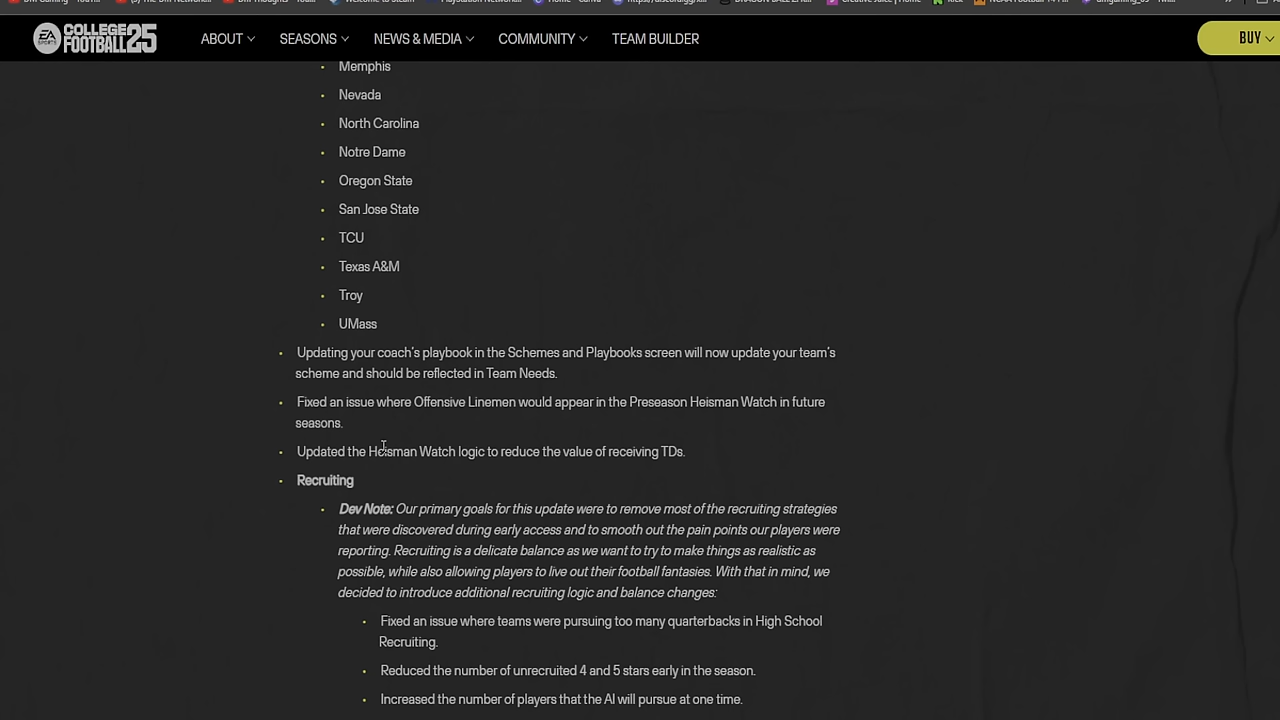 EA SPORTS COLLEGE FOOTBALL 25
ABOUT SEASONS NEWS & MEDIA COMMUNITY TEAM BUILDER BUY
Memphis
Nevada
North Carolina
Notre Dame
Oregon State
San Jose State
TCU
Texas A&M
Troy
UMass
Updating your coach's playbook in the Schemes and Playbooks screen will now update your team's
scheme and should be reflected in Team Needs.
Fixed an issue where Offensive Linemen would appear in the Preseason Heisman Watch in future
seasons.
Updated the Heisman Watch logic to reduce the value of receiving TDs.
Recruiting
Dev Note: Our primary goals for this update were to remove most of the recruiting strategies
that were discovered during early access and to smooth out the pain points our players were
reporting. Recruiting is a delicate balance as we want to try to make things as realistic as
possible, while also allowing players to live out their football fantasies. With that in mind, we
decided to introduce additional recruiting logic and balance changes:
Fixed an issue where teams were pursuing too many quarterbacks in High School
Recruiting.
Reduced the number of unrecruited 4 and 5 stars early in the season.
Increased the number of players that the AI will pursue at one time.